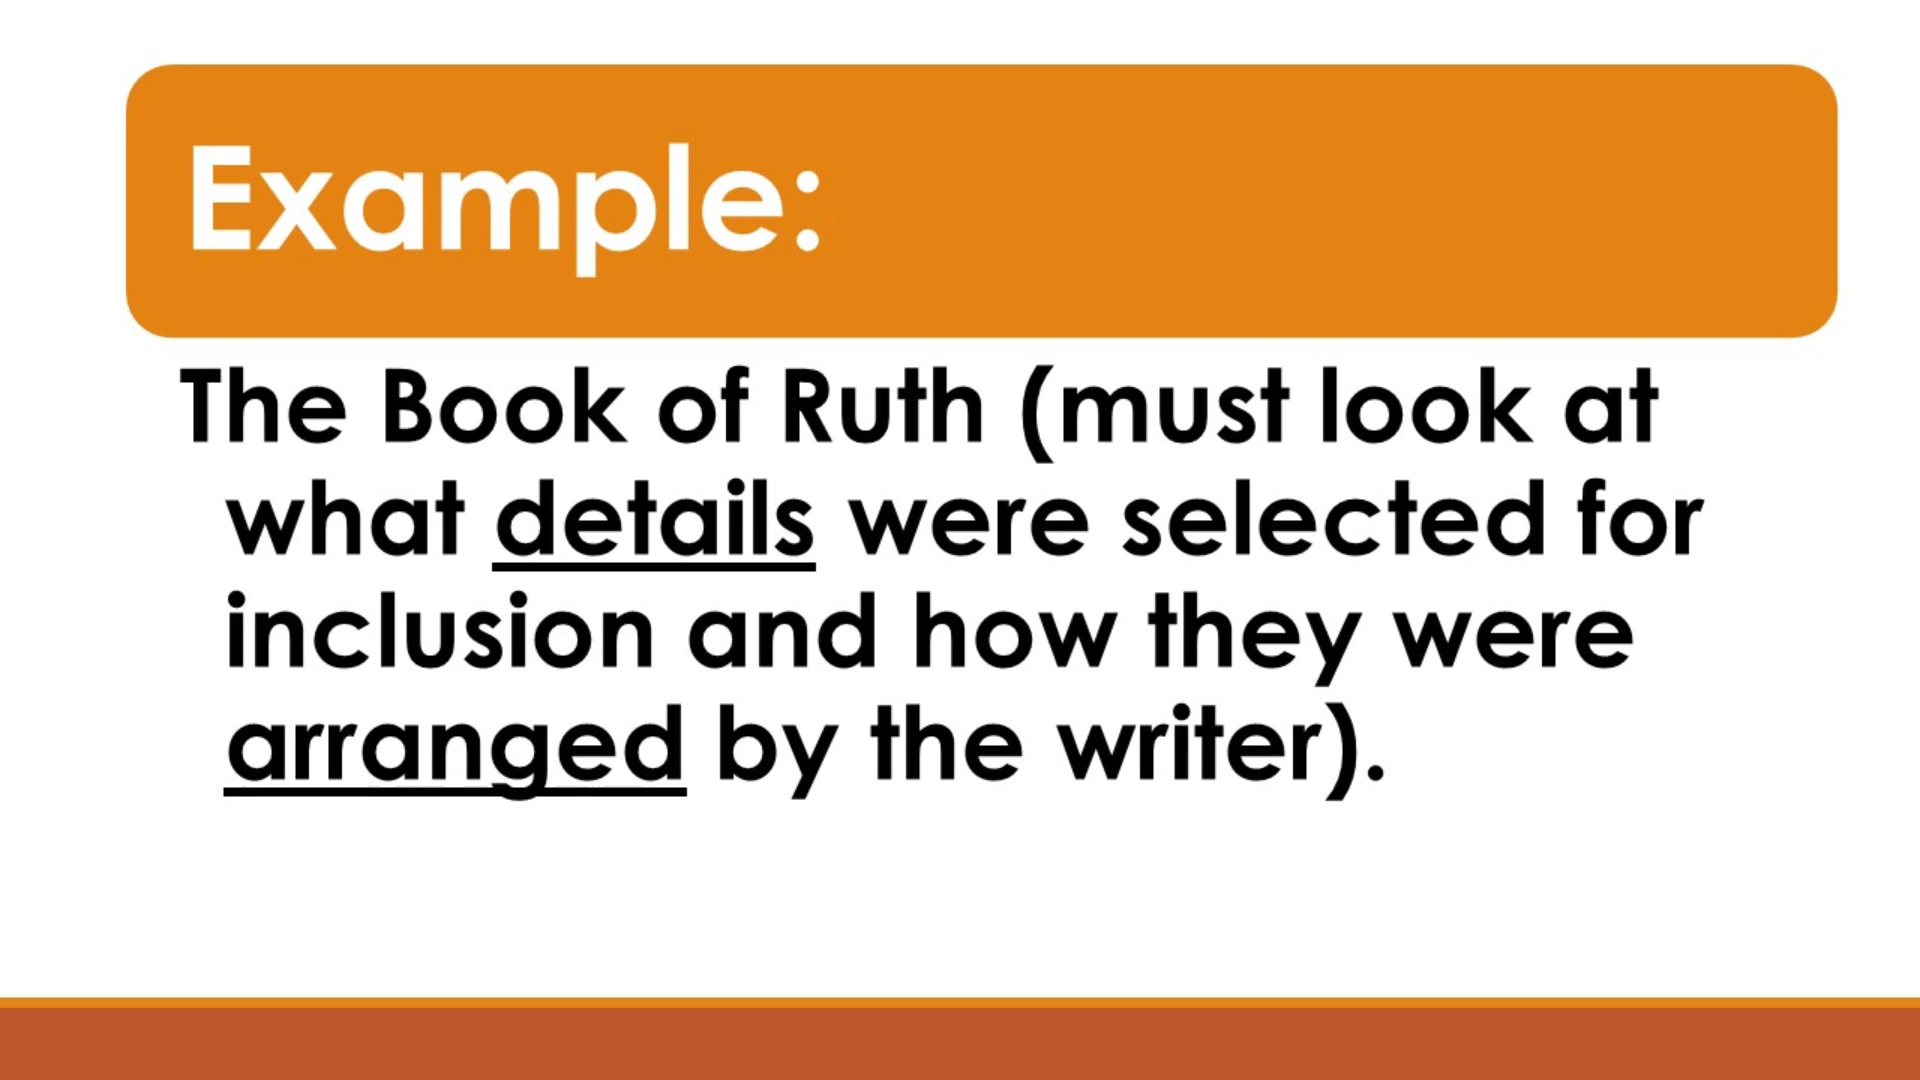 Example:
The Book of Ruth (must look at
what details were selected for
inclusion and how they were
arranged by the writer).